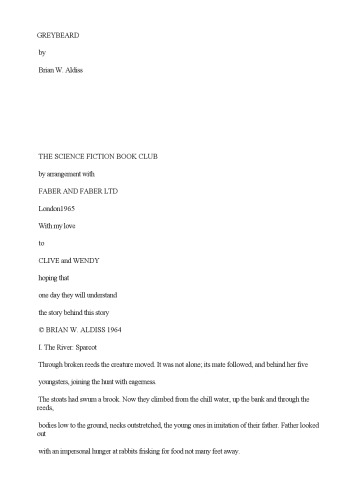 GREYBEARD
by
Brian W. Aldiss
THE SCIENCE FICTION BOOK CLUB
by arrangement with
FABER AND FABER LTD
London1965
With my love
to
CLIVE and WENDY
hoping that
one day they will understand
the story behind this story
© BRIAN W. ALDISS 1964
I. The River: Sparcot
Through broken reeds the creature moved. It was not alone; its mate followed, and behind her five
youngsters, joining the hunt with eagerness.
The stoats had swum a brook. Now they climbed from the chill water, up the bank and through the
reeds,
bodies low to the ground, necks outstretched, the young ones in imitation of their father. Father looked
out
with an impersonal hunger at rabbits frisking for food not many feet away.